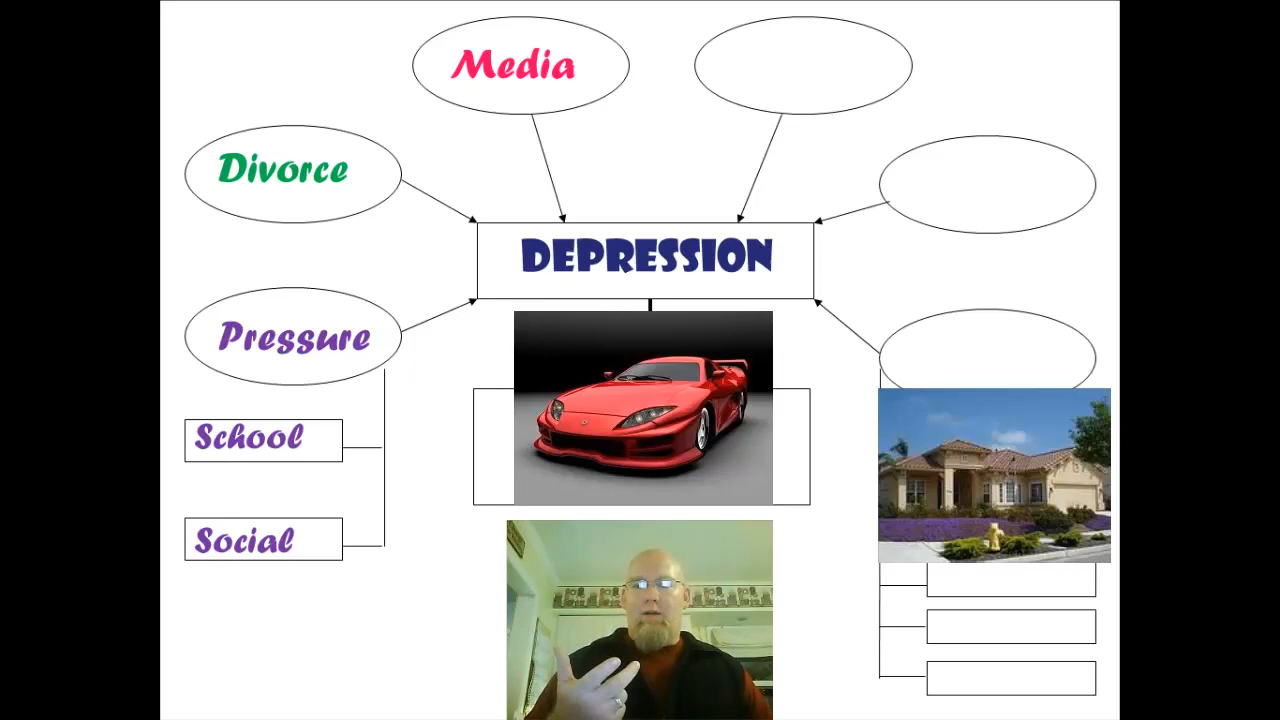 Media
Divorce
DEPRESSION
Pressure
School
Social